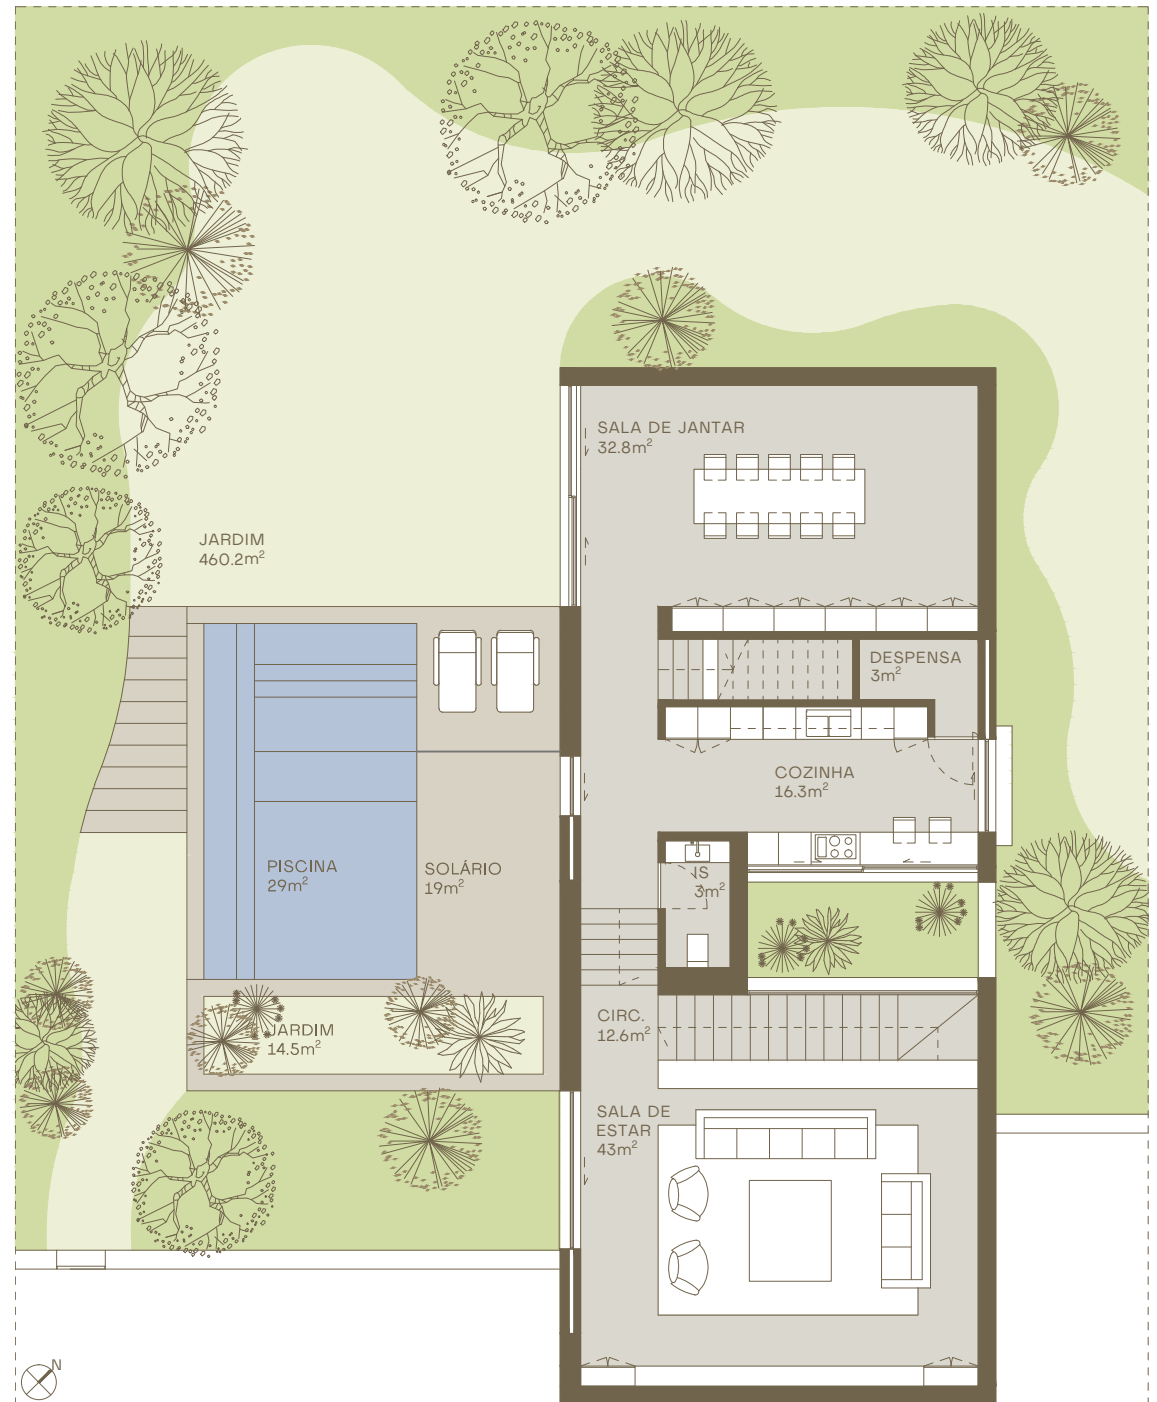 SALA DE JANTAR
32.8m²
JARDIM
460.2m²
DESPENSA
3m²
COZINHA
16.3m²
PISCINA
29m²
SOLÁRIO
19m²
IS
3m²
CIRC.
12.6m²
JARDIM
14.5m²
SALA DE
ESTAR
43m²
N